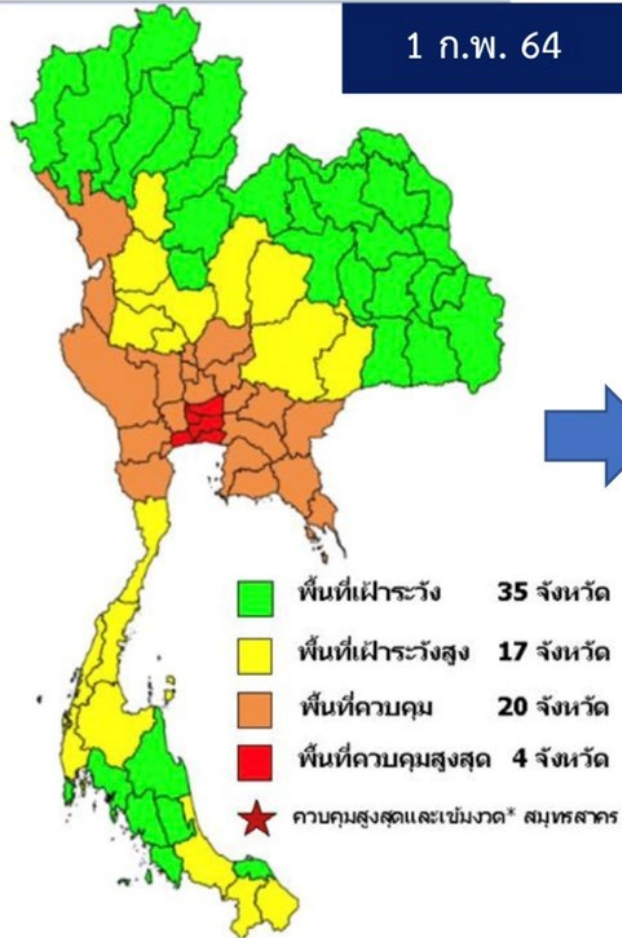 1 ก.พ. 64
พื้นที่เฝ้าระวัง 35 จังหวัด
พื้นที่เฝ้าระวังสูง 17 จังหวัด
พื้นที่ควบคุม 20 จังหวัด
พื้นที่ควบคุมสูงสุด 4 จังหวัด
ควบคุมสูงสุดและเข้มงวด* สมุทรสาคร